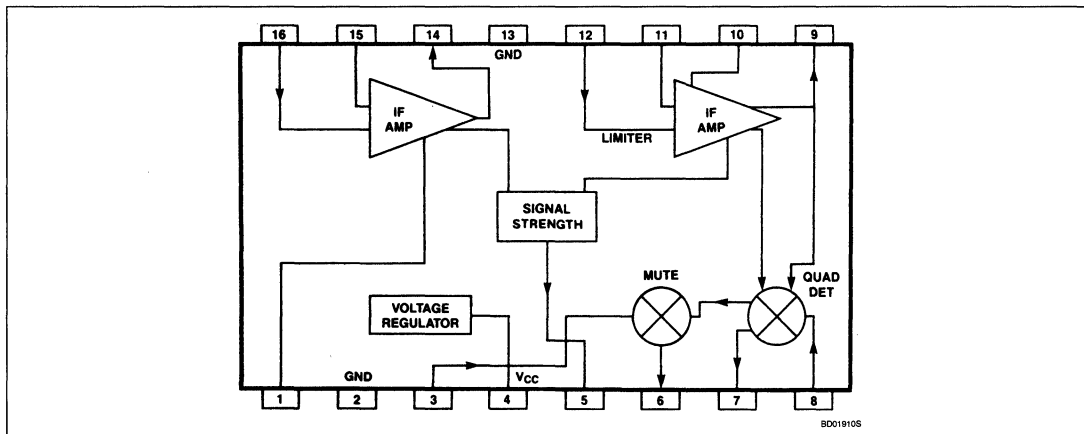 16 15 14 13 12 11 10 9
GND
IF
AMP
IF
AMP
LIMITER
SIGNAL
STRENGTH
MUTE
QUAD
DET
VOLTAGE
REGULATOR
GND
VCC
1 2 3 4 5 6 7 8
BD01910S